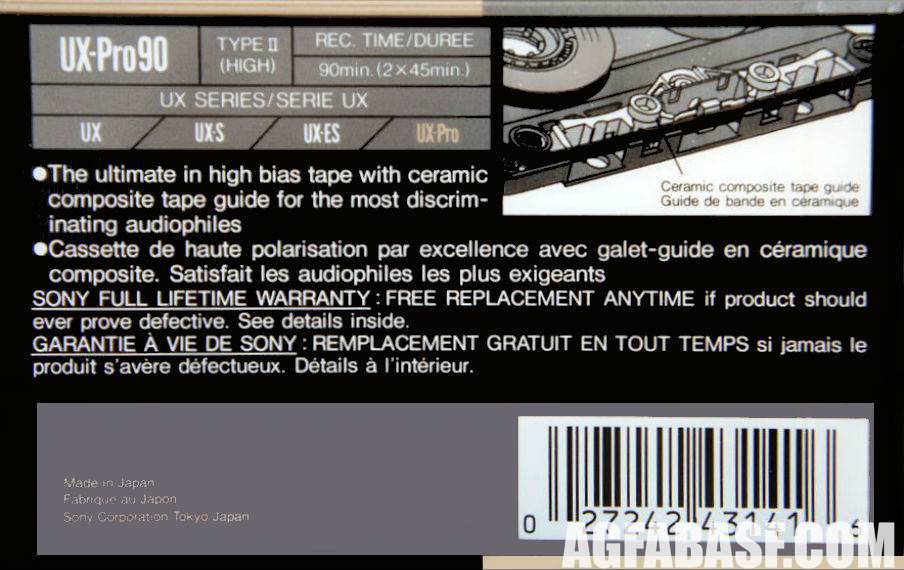 UX-Pro90
TYPE II
(HIGH)
REC. TIME/DUREE
90min. (2×45min.)
UX SERIES/SERIE UX
UX
UX-S
UX-ES
UX-Pro
Ceramic composite tape guide
Guide de bande en céramique
●The ultimate in high bias tape with ceramic
composite tape guide for the most discrim-
inating audiophiles
●Cassette de haute polarisation par excellence avec galet-guide en céramique
composite. Satisfait les audiophiles les plus exigeants
SONY FULL LIFETIME WARRANTY : FREE REPLACEMENT ANYTIME if product should
ever prove defective. See details inside.
GARANTIE À VIE DE SONY : REMPLACEMENT GRATUIT EN TOUT TEMPS si jamais le
produit s'avère défectueux. Détails à l'intérieur.
Made in Japan
Fabriqué au Japon
Sony Corporation Tokyo Japan
0 27242 43141 6
AGFABASF.COM